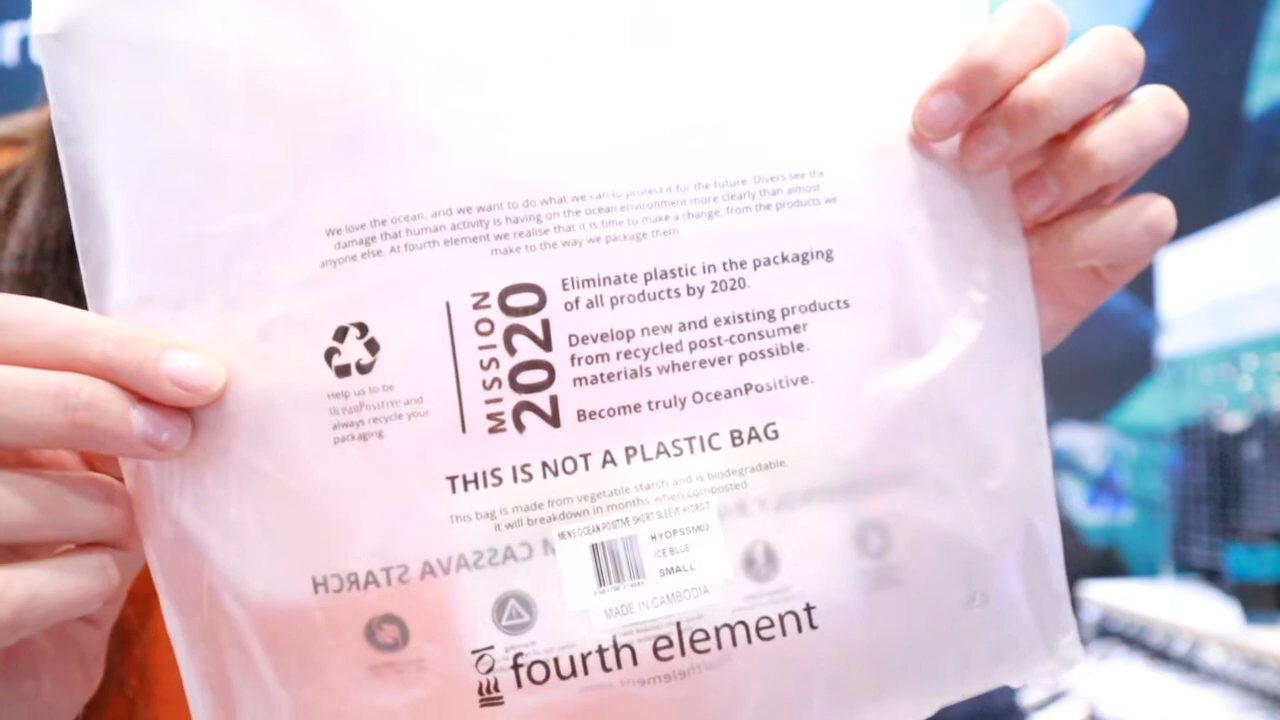 We love the ocean, and we want to do what we can to protect it for the future. Divers see the
damage that human activity is having on the ocean environment more clearly than almost
anyone else. At fourth element we realise that it is time to make a change, from the products we
make to the way we package them
MISSION
2020
Eliminate plastic in the packaging
of all products by 2020.
Develop new and existing products
from recycled post-consumer
materials wherever possible.
Become truly OceanPositive.
Help us to be
OceanPositive and
always recycle your
packaging
THIS IS NOT A PLASTIC BAG
This bag is made from vegetable starch and is biodegradable,
it will breakdown in months when composted
MENS OCEAN POSITIVE SHORT SLEEVE HYDRO T
HYOPSSM02
ICE BLUE
SMALL
MADE IN CAMBODIA
CASSAVA STARCH
fourth element